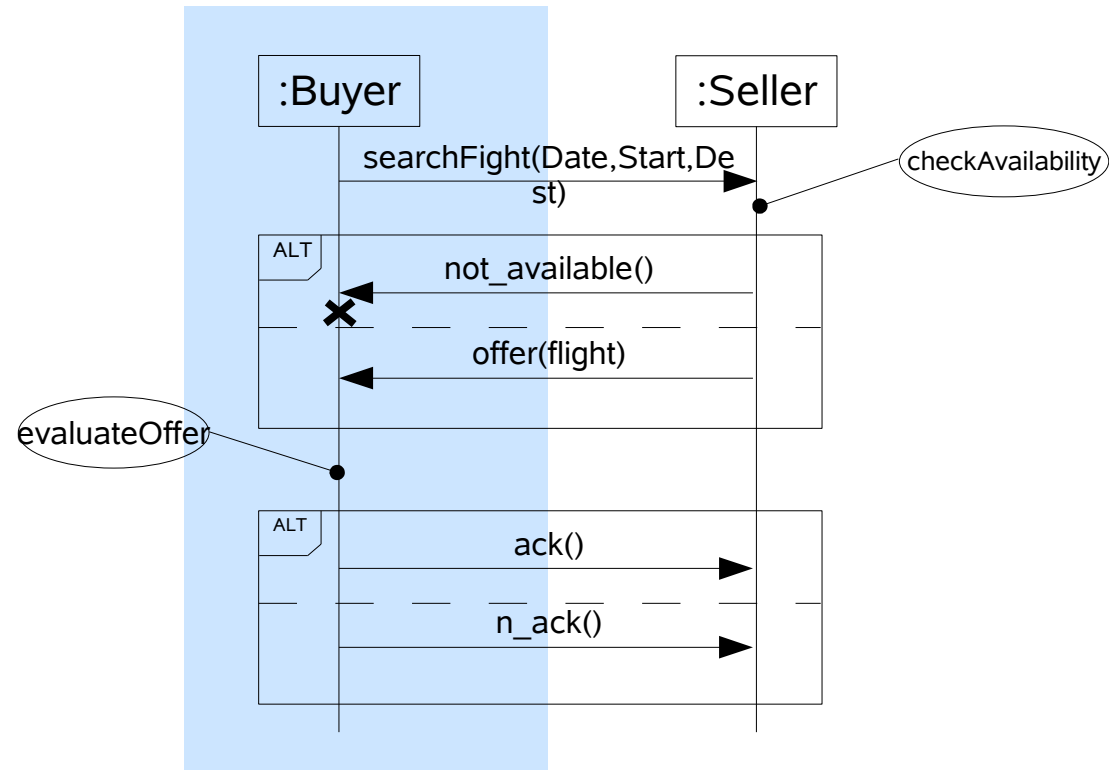 :Buyer
:Seller
searchFight(Date,Start,De
st)
checkAvailability
ALT
not_available()
offer(flight)
evaluateOffer
ALT
ack()
n_ack()